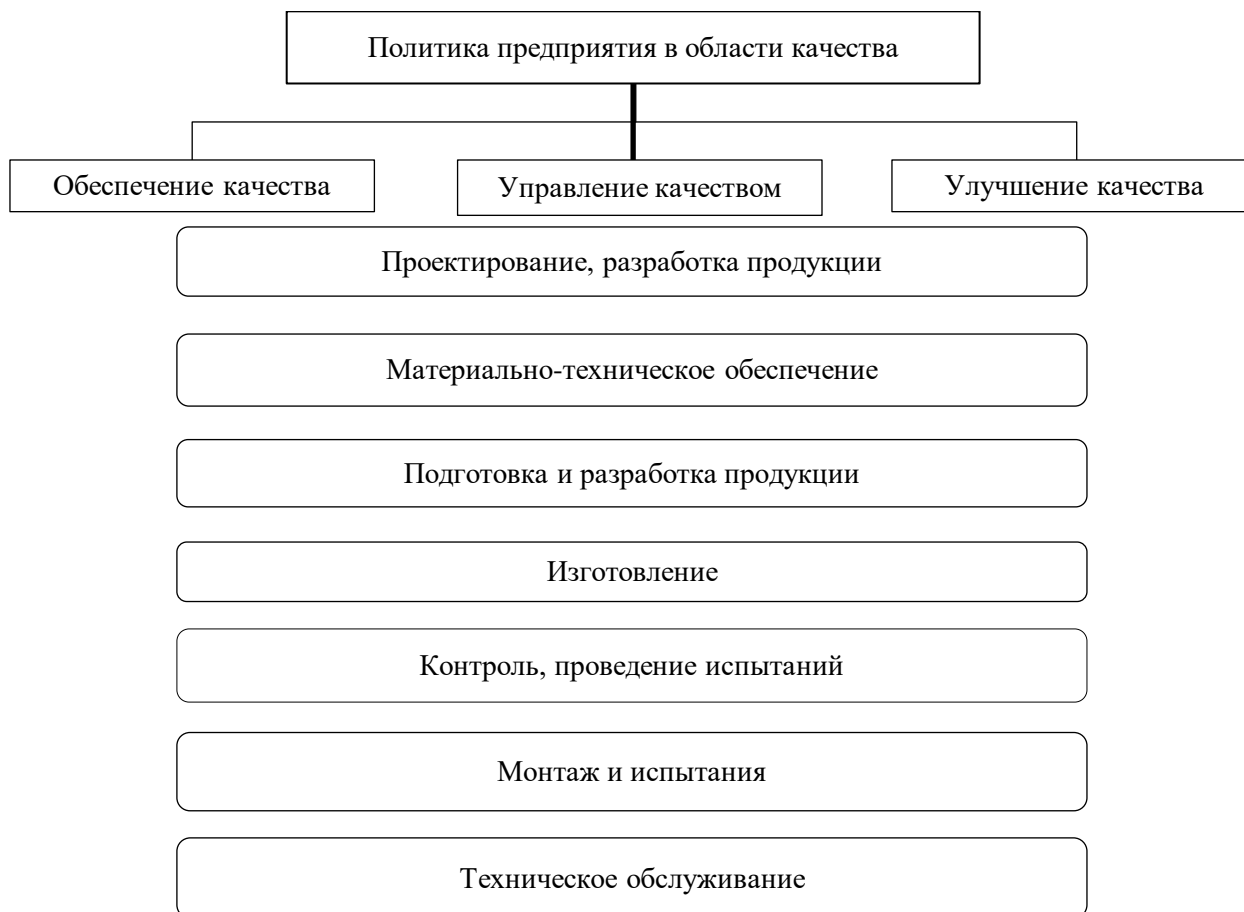 Политика предприятия в области качества
Обеспечение качества
Управление качеством
Улучшение качества
Проектирование, разработка продукции
Материально-техническое обеспечение
Подготовка и разработка продукции
Изготовление
Контроль, проведение испытаний
Монтаж и испытания
Техническое обслуживание